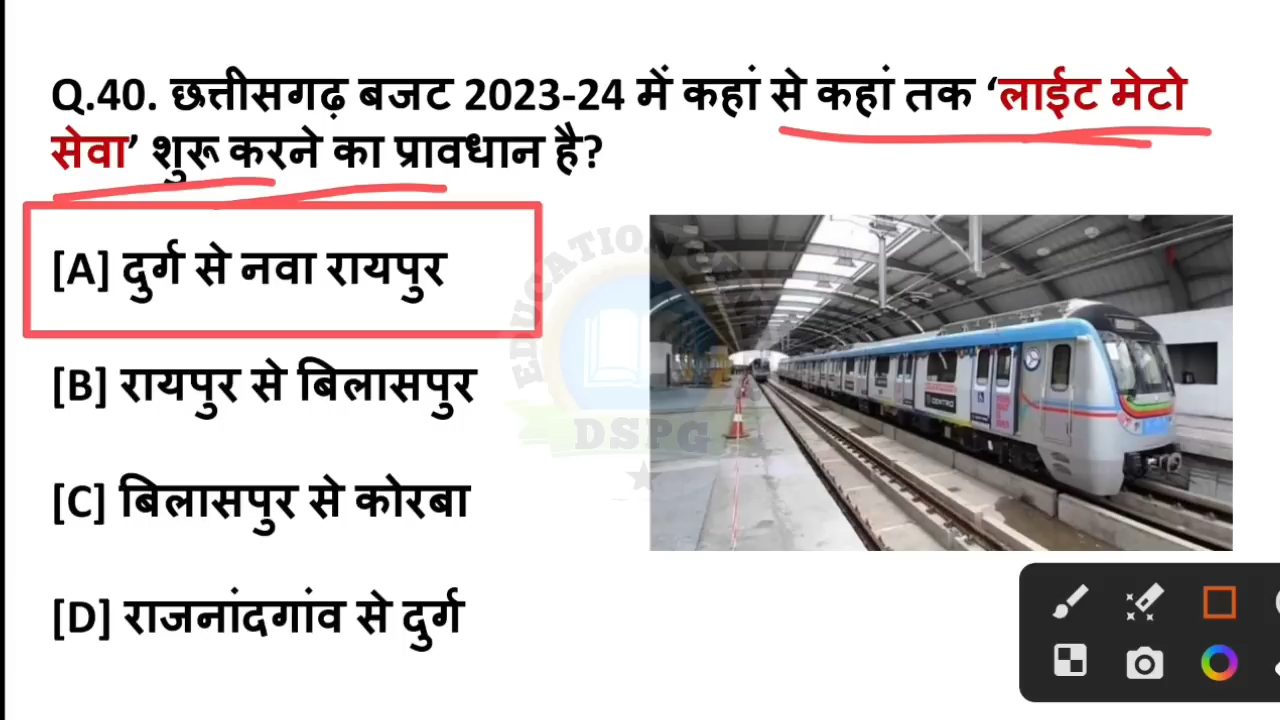 Q.40. छत्तीसगढ़ बजट 2023-24 में कहां से कहां तक ‘लाईट मेटो
सेवा’ शुरू करने का प्रावधान है?
[A] दुर्ग से नवा रायपुर
[B] रायपुर से बिलासपुर
[C] बिलासपुर से कोरबा
[D] राजनांदगांव से दुर्ग
DSPG